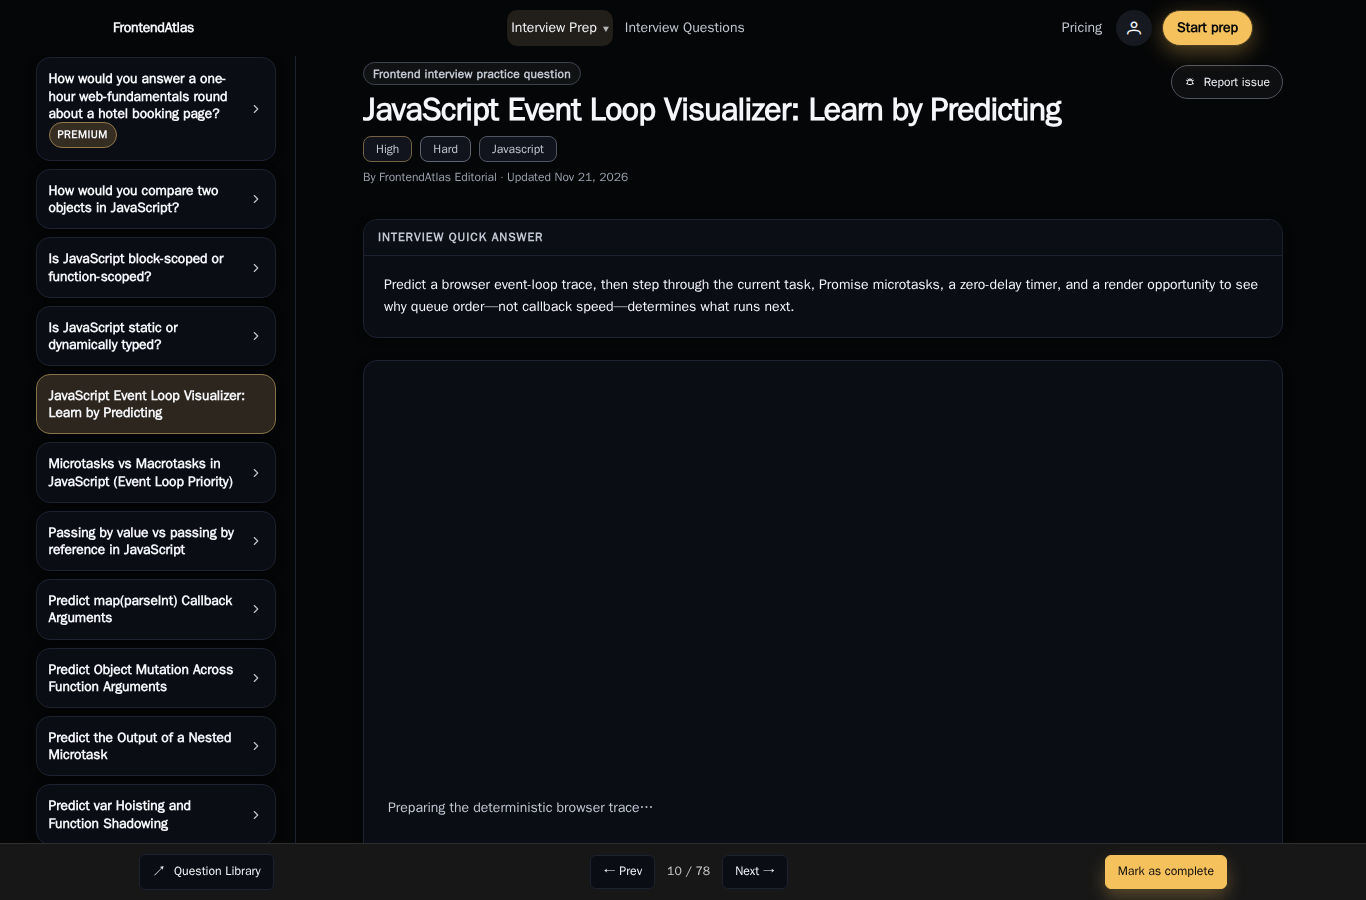 FrontendAtlas
Interview Prep ▾
Interview Questions
Pricing
Start prep
How would you answer a one-
hour web-fundamentals round
about a hotel booking page?
PREMIUM
How would you compare two
objects in JavaScript?
Is JavaScript block-scoped or
function-scoped?
Is JavaScript static or
dynamically typed?
JavaScript Event Loop Visualizer:
Learn by Predicting
Microtasks vs Macrotasks in
JavaScript (Event Loop Priority)
Passing by value vs passing by
reference in JavaScript
Predict map(parseInt) Callback
Arguments
Predict Object Mutation Across
Function Arguments
Predict the Output of a Nested
Microtask
Predict var Hoisting and
Function Shadowing
Frontend interview practice question
Report issue
JavaScript Event Loop Visualizer: Learn by Predicting
High
Hard
Javascript
By FrontendAtlas Editorial · Updated Nov 21, 2026
INTERVIEW QUICK ANSWER
Predict a browser event-loop trace, then step through the current task, Promise microtasks, a zero-delay timer, and a render opportunity to see
why queue order—not callback speed—determines what runs next.
Preparing the deterministic browser trace…
Question Library
← Prev
10 / 78
Next →
Mark as complete